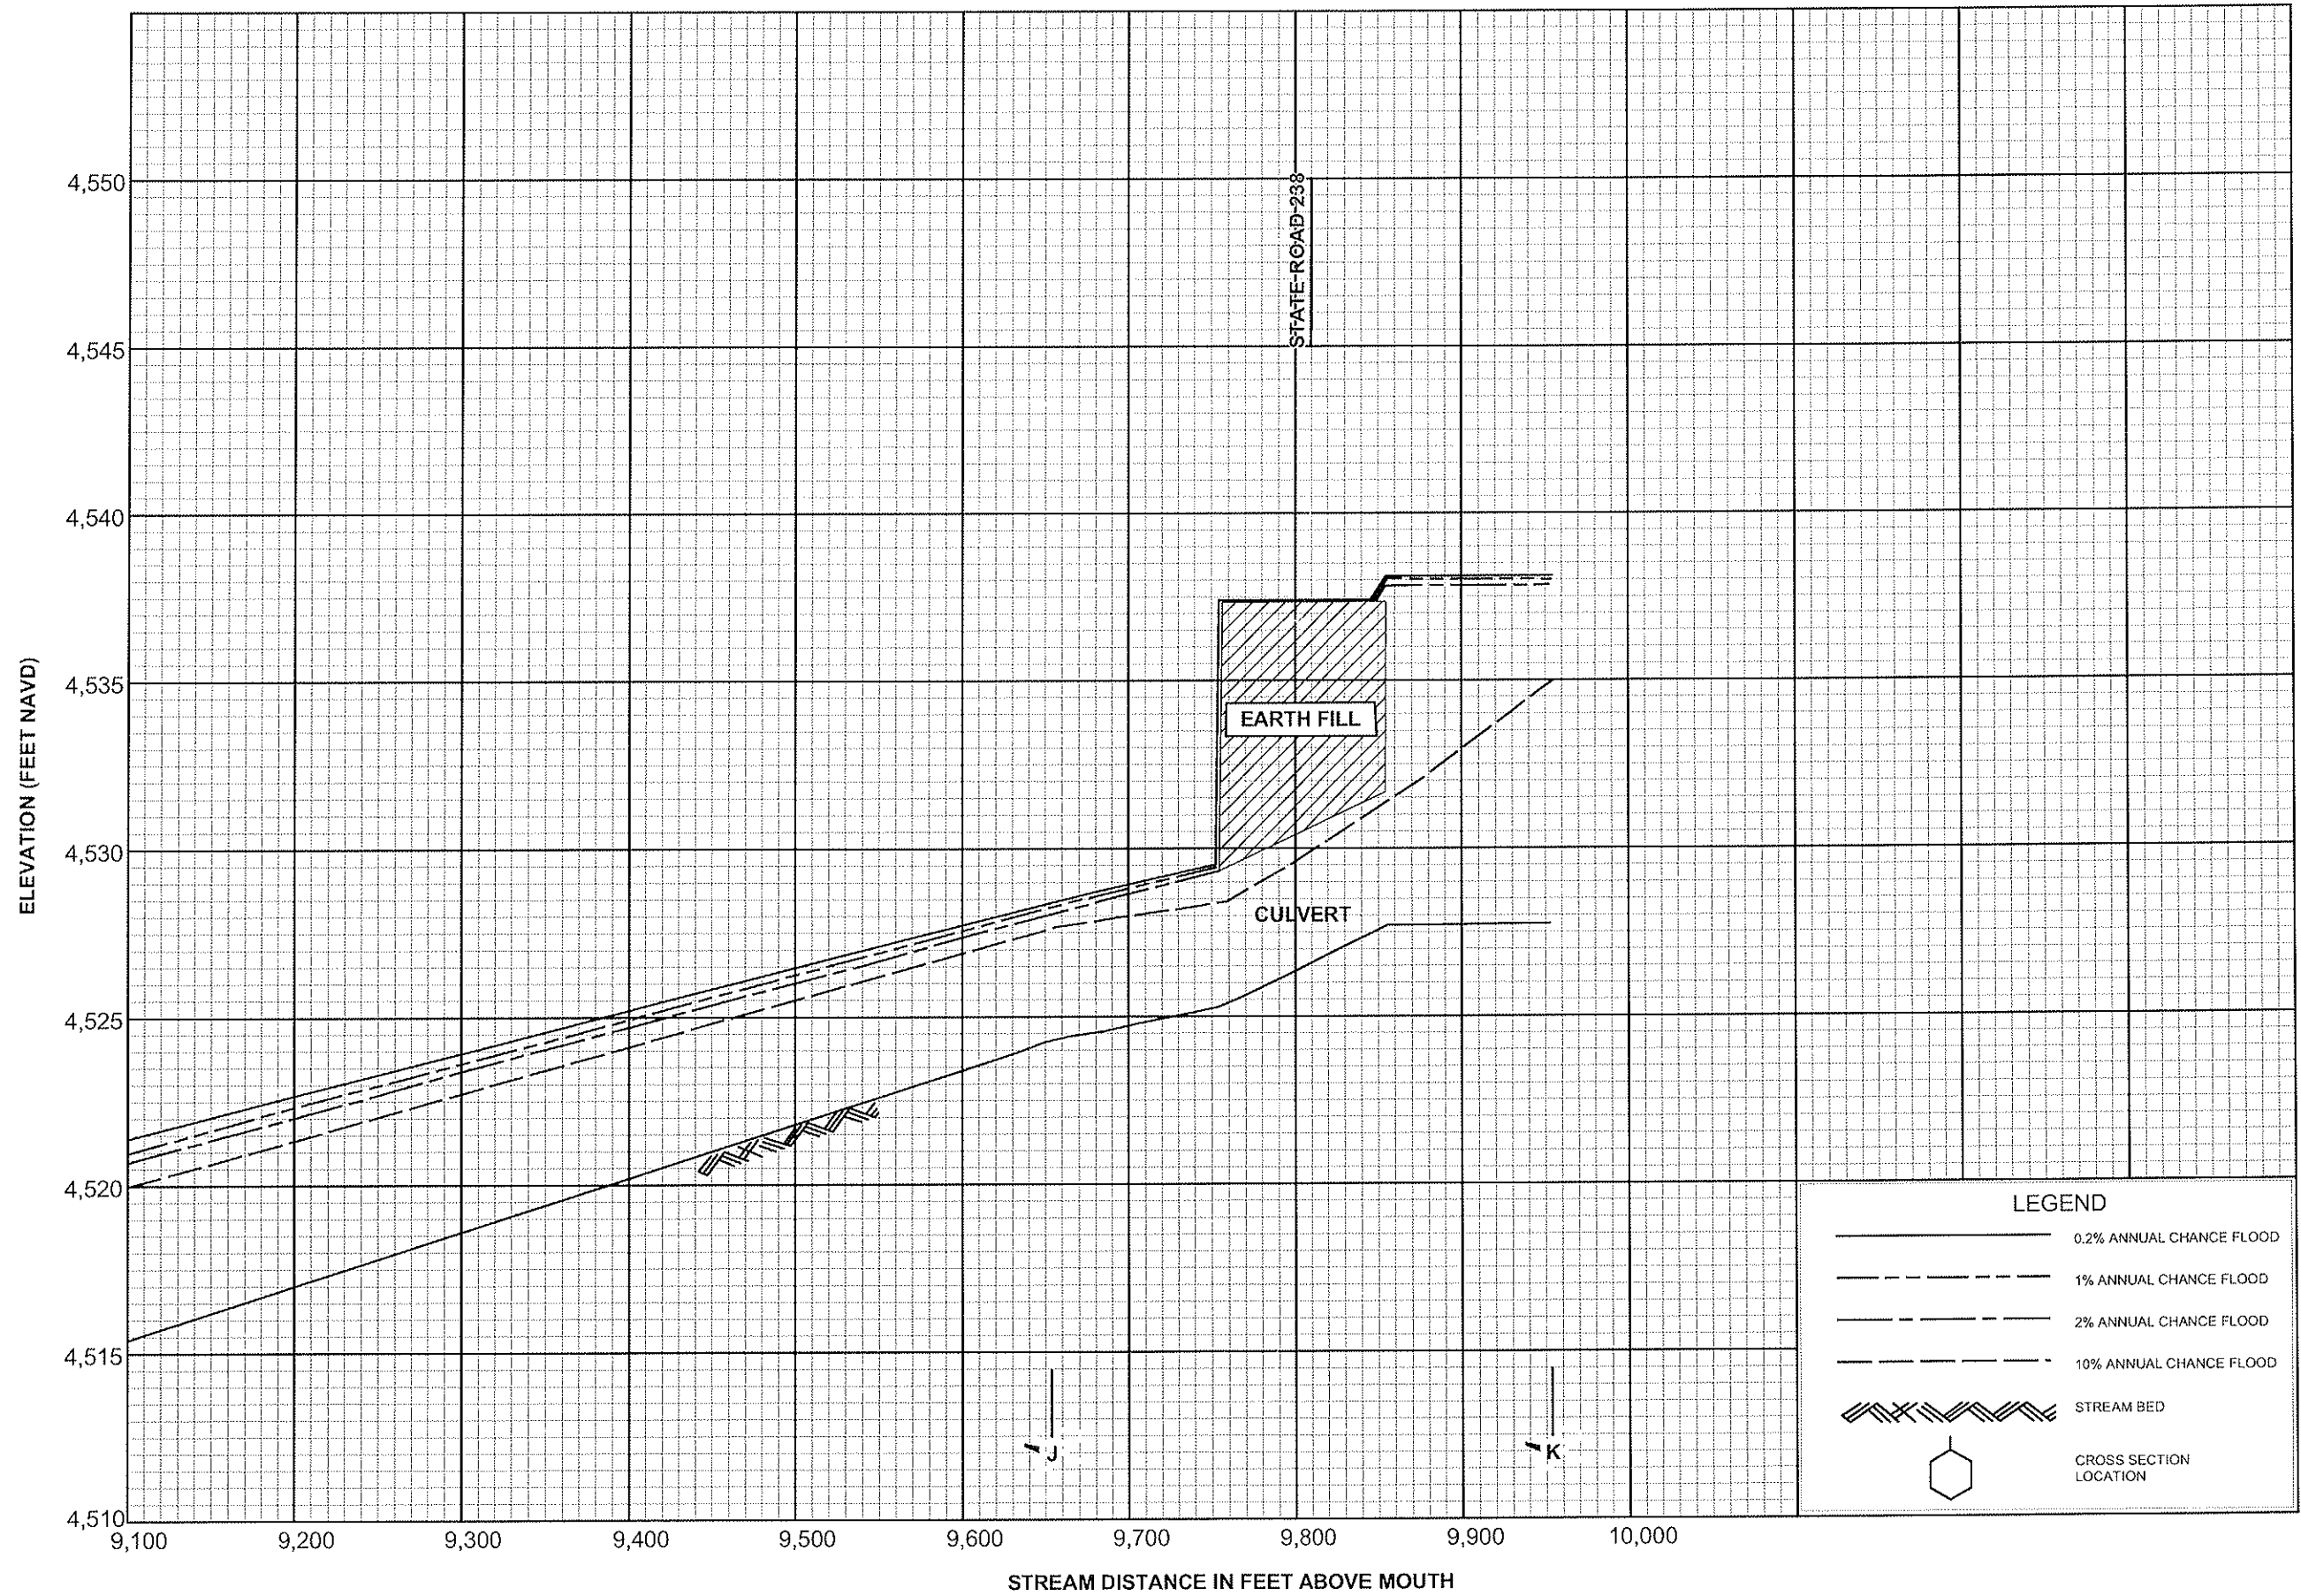 4,550
4,545
4,540
4,535
4,530
4,525
4,520
4,515
4,510
ELEVATION (FEET NAVD)
STATE ROAD 238
EARTH FILL
CULVERT
J
K
9,100
9,200
9,300
9,400
9,500
9,600
9,700
9,800
9,900
10,000
STREAM DISTANCE IN FEET ABOVE MOUTH
LEGEND
0.2% ANNUAL CHANCE FLOOD
1% ANNUAL CHANCE FLOOD
2% ANNUAL CHANCE FLOOD
10% ANNUAL CHANCE FLOOD
STREAM BED
CROSS SECTION
LOCATION